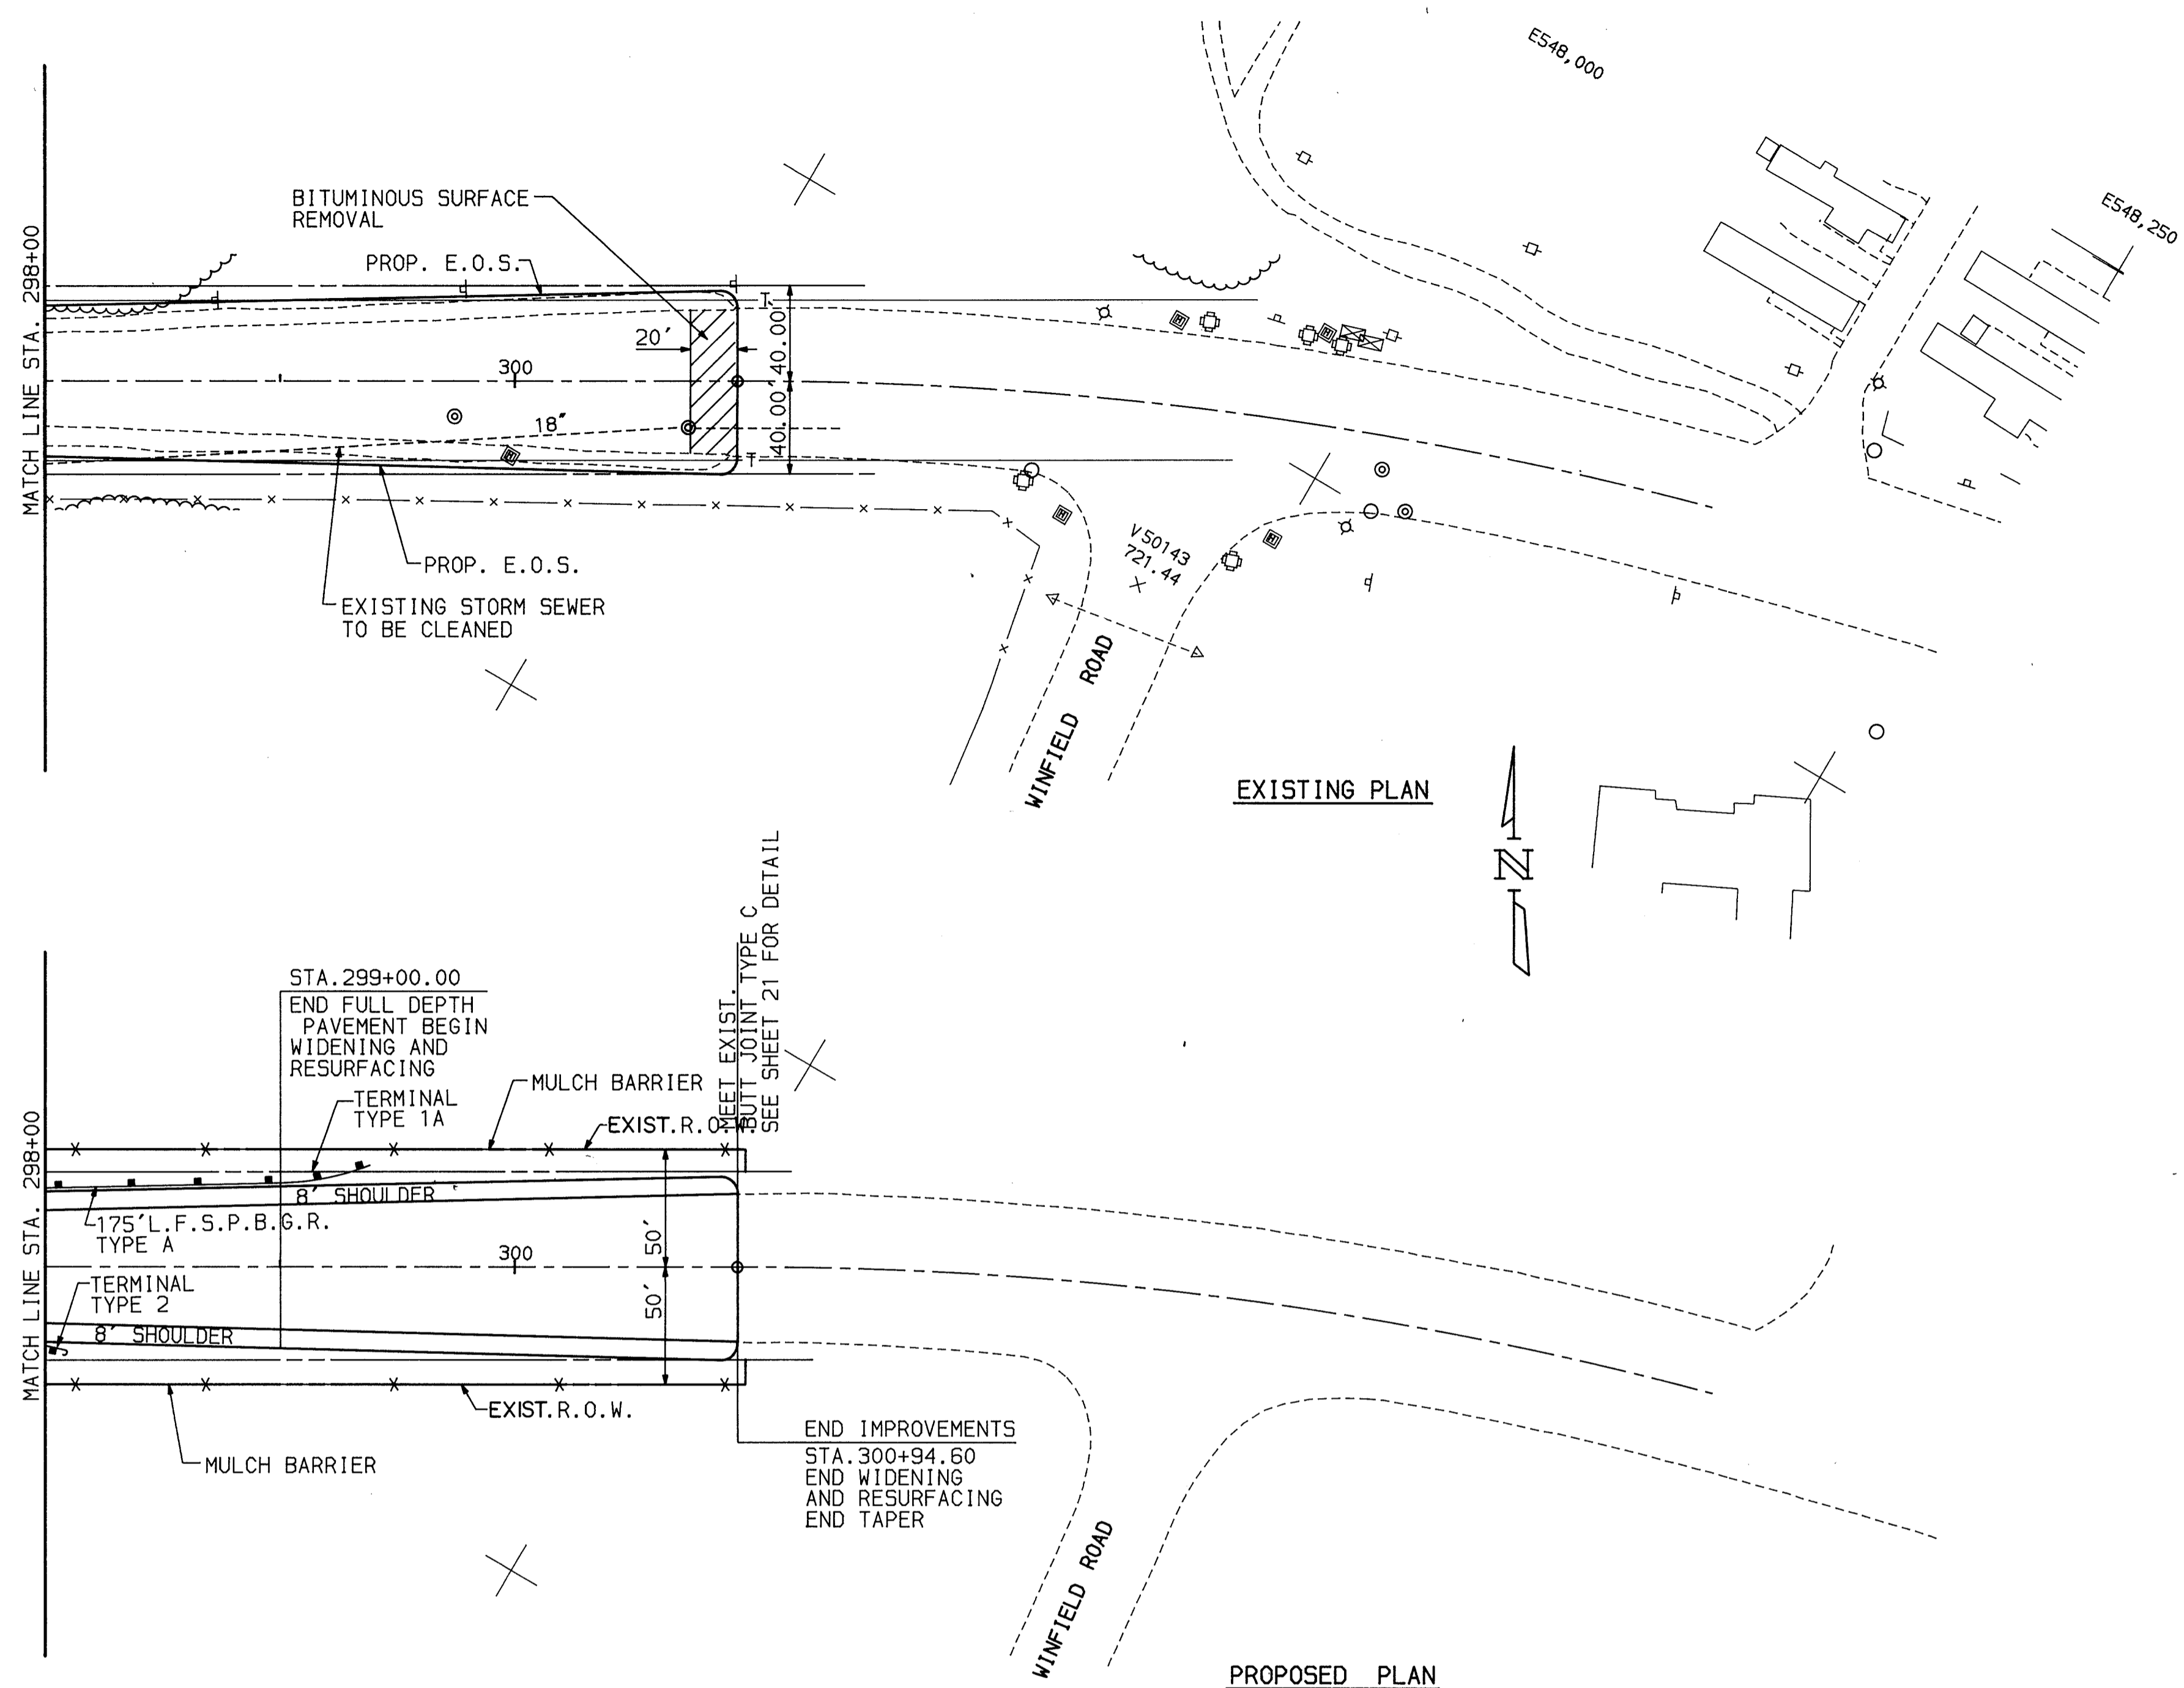 E548,000
E548,250
BITUMINOUS SURFACE
REMOVAL
PROP. E.O.S.
MATCH LINE STA. 298+00
20'
40.00'
40.00'
300
18"
PROP. E.O.S.
EXISTING STORM SEWER
TO BE CLEANED
V50143
721.44
WINFIELD ROAD
EXISTING PLAN
N
MEET EXIST.
BUTT JOINT TYPE C
SEE SHEET 21 FOR DETAIL
STA.299+00.00
END FULL DEPTH
PAVEMENT BEGIN
WIDENING AND
RESURFACING
MULCH BARRIER
TERMINAL
TYPE 1A
EXIST.R.O.W.
MATCH LINE STA. 298+00
8' SHOULDER
175'L.F.S.P.B.G.R.
TYPE A
300
50'
50'
TERMINAL
TYPE 2
8' SHOULDER
EXIST.R.O.W.
MULCH BARRIER
END IMPROVEMENTS
STA.300+94.60
END WIDENING
AND RESURFACING
END TAPER
WINFIELD ROAD
PROPOSED PLAN